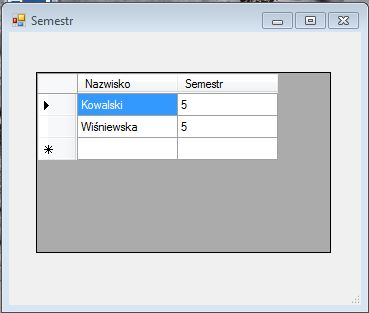 Semestr
Nazwisko Semestr
Kowalski 5
Wiśniewska 5